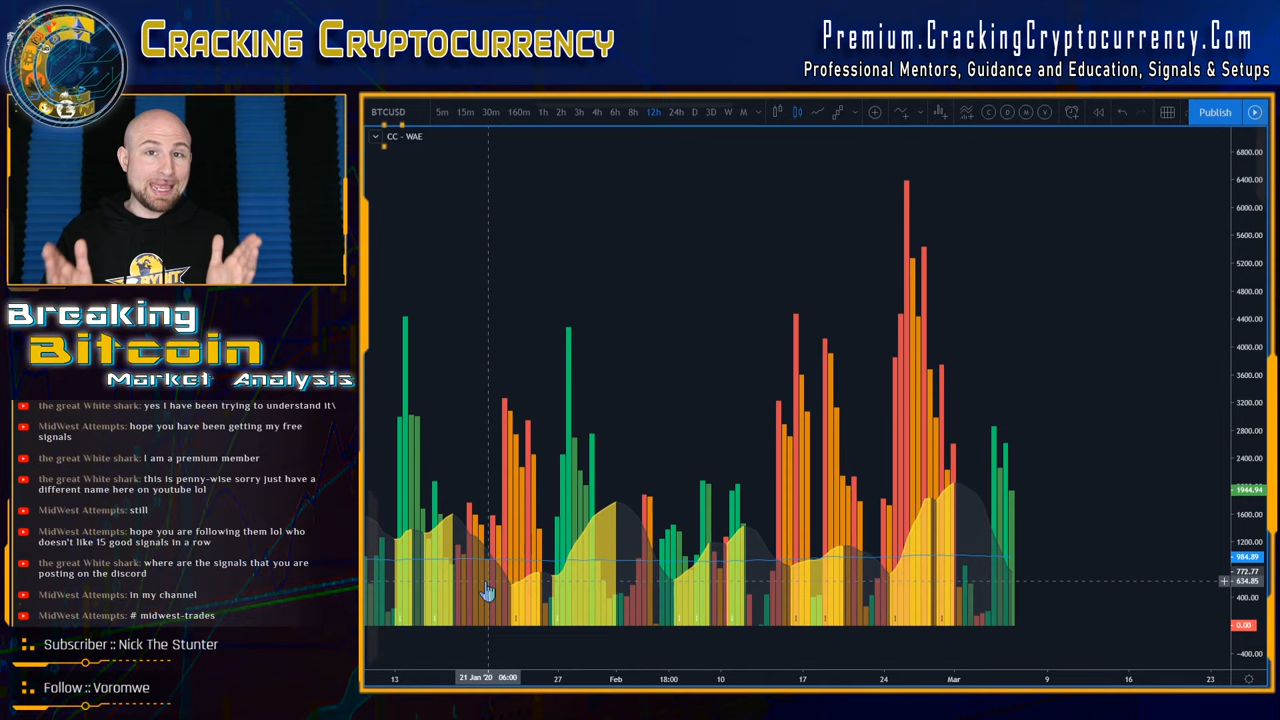 Cracking Cryptocurrency
Premium.CrackingCryptocurrency.Com
Professional Mentors, Guidance and Education, Signals & Setups
BTCUSD 5m 15m 30m 160m 1h 2h 3h 4h 6h 8h 12h 24h D 3D W M Publish
CC - WAE
6800.00
6400.00
6000.00
5600.00
5200.00
4800.00
4400.00
4000.00
3600.00
3200.00
2800.00
2400.00
1944.94
1600.00
1200.00
984.89
772.77
634.85
400.00
0.00
−400.00
13 21 Jan '20 06:00 27 Feb 18:00 10 17 24 Mar 9 16 23
Breaking
Bitcoin
Market Analysis
the great White shark: yes I have been trying to understand it\
MidWest Attempts: hope you have been getting my free
signals
the great White shark: I am a premium member
the great White shark: this is penny-wise sorry just have a
different name here on youtube lol
MidWest Attempts: still
MidWest Attempts: hope you are following them lol who
doesn't like 15 good signals in a row
the great White shark: where are the signals that you are
posting on the discord
MidWest Attempts: in my channel
MidWest Attempts: # midwest-trades
Subscriber :: Nick The Stunter
Follow :: Voromwe